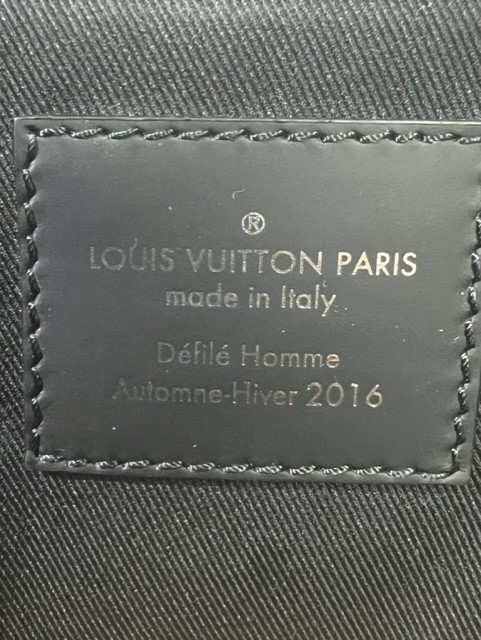 ®
LOUIS VUITTON PARIS
made in Italy
Défilé Homme
Automne-Hiver 2016